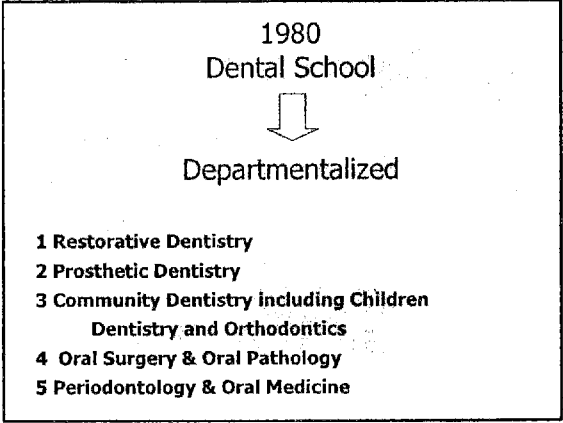 1980
Dental School
Departmentalized
1 Restorative Dentistry
2 Prosthetic Dentistry
3 Community Dentistry including Children
Dentistry and Orthodontics
4 Oral Surgery & Oral Pathology
5 Periodontology & Oral Medicine